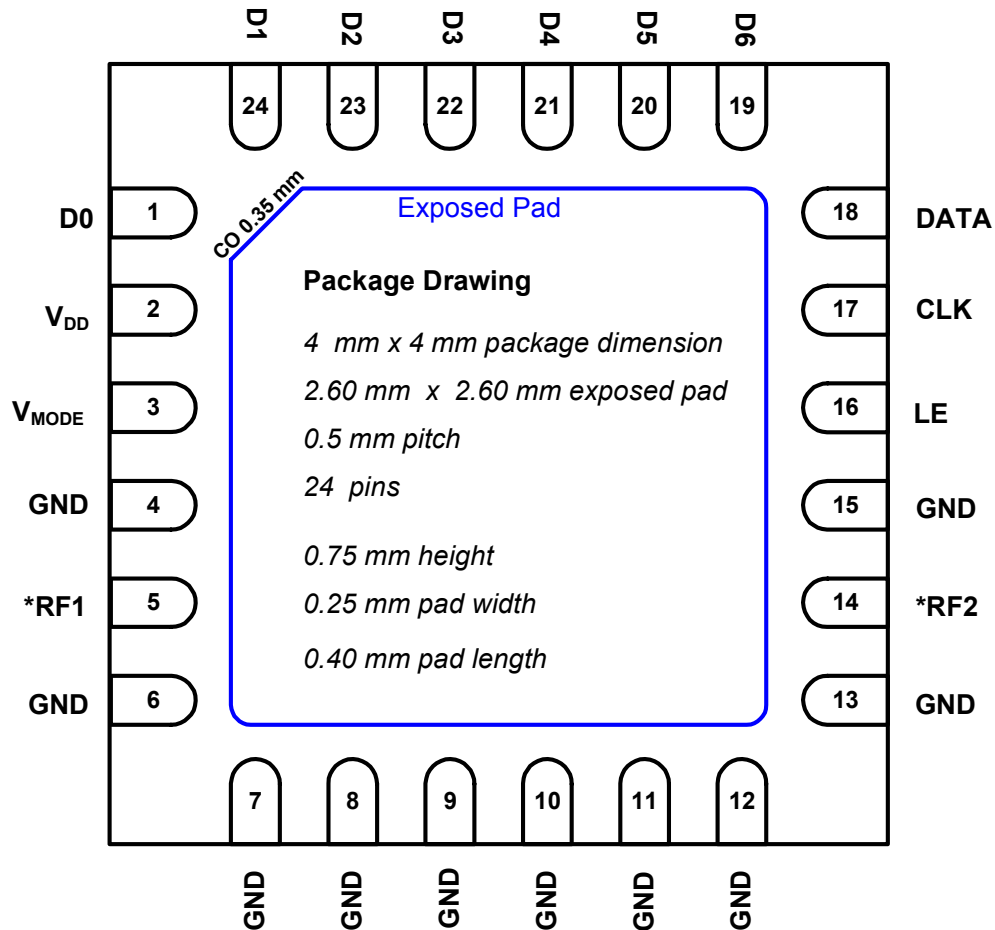 D1 D2 D3 D4 D5 D6
24 23 22 21 20 19
CO 0.35 mm
Exposed Pad
D0 1 18 DATA
VDD 2 17 CLK
VMODE 3 16 LE
GND 4 15 GND
*RF1 5 14 *RF2
GND 6 13 GND
Package Drawing
4 mm x 4 mm package dimension
2.60 mm x 2.60 mm exposed pad
0.5 mm pitch
24 pins
0.75 mm height
0.25 mm pad width
0.40 mm pad length
7 8 9 10 11 12
GND GND GND GND GND GND